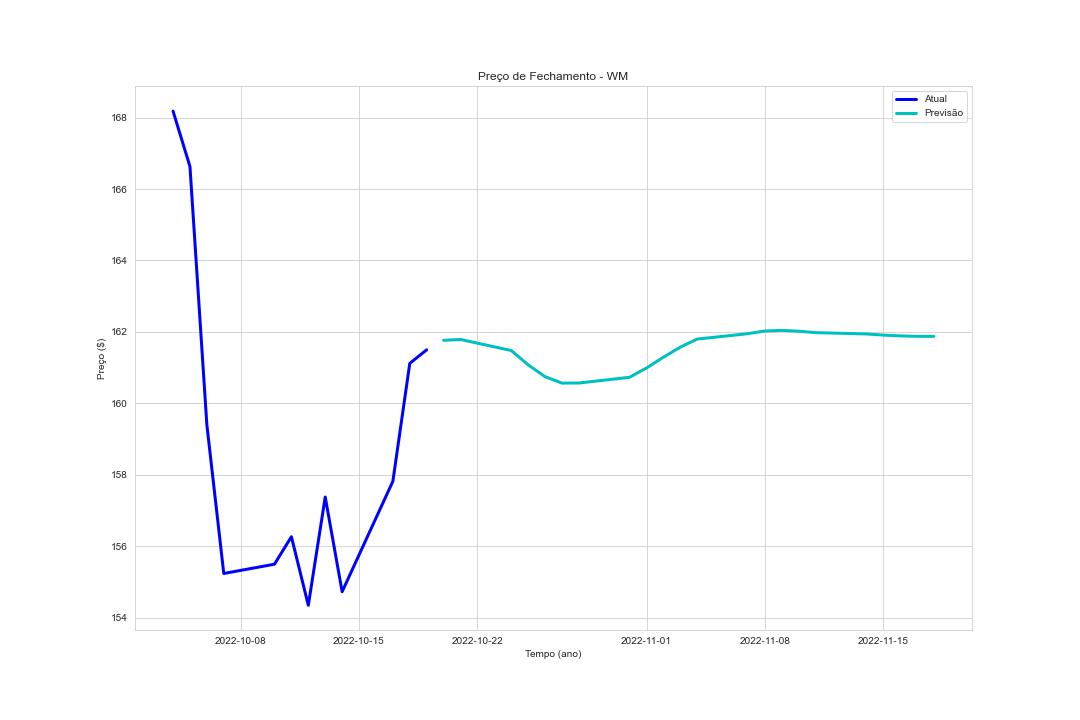 Preço de Fechamento - WM
Atual
Previsão
168
166
164
162
160
158
156
154
Preço ($)
2022-10-08 2022-10-15 2022-10-22 2022-11-01 2022-11-08 2022-11-15
Tempo (ano)